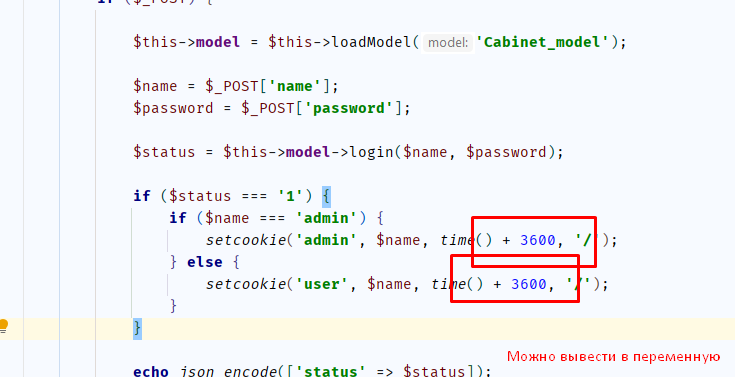 if ($_POST) {
$this->model = $this->loadModel( model: 'Cabinet_model');
$name = $_POST['name'];
$password = $_POST['password'];
$status = $this->model->login($name, $password);
if ($status === '1') {
if ($name === 'admin') {
setcookie('admin', $name, time() + 3600, '/');
} else {
setcookie('user', $name, time() + 3600, '/');
}
}
echo json_encode(['status' => $status]);
Можно вывести в переменную